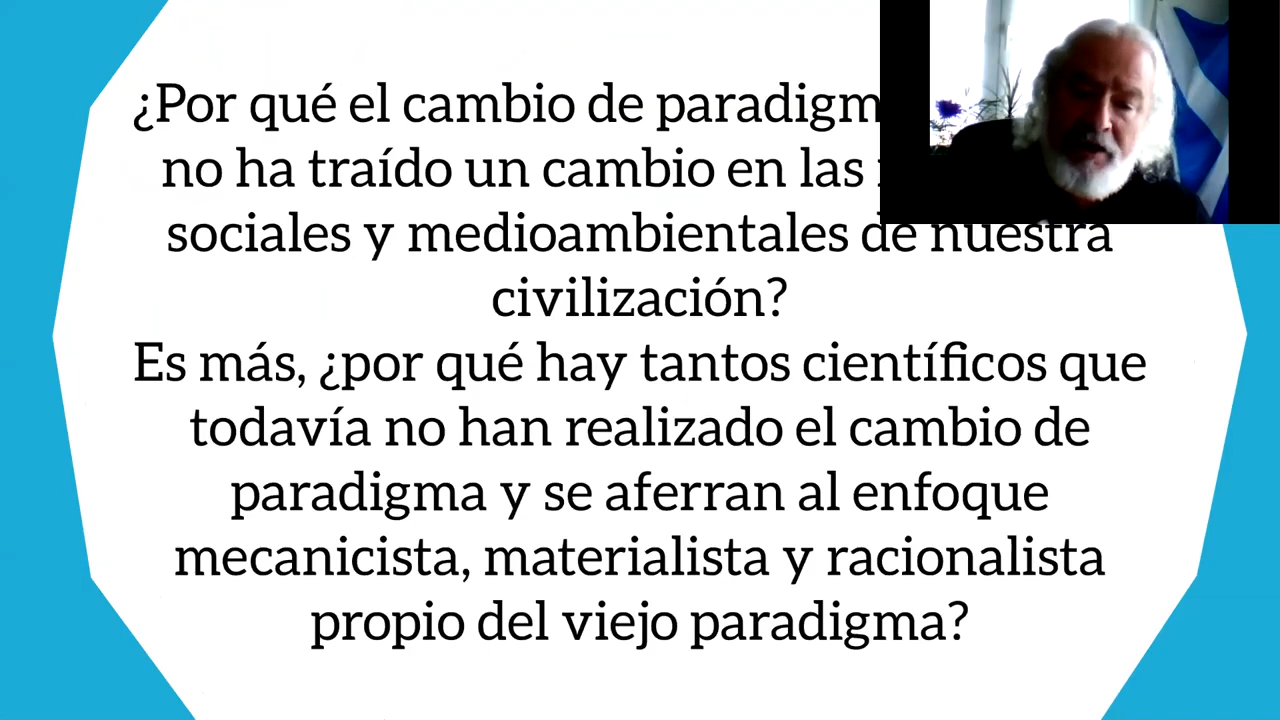 ¿Por qué el cambio de
no ha traído un cambio en las
sociales y medioambientales de nuestra
civilización?
Es más, ¿por qué hay tantos científicos que
todavía no han realizado el cambio de
paradigma y se aferran al enfoque
mecanicista, materialista y racionalista
propio del viejo paradigma?